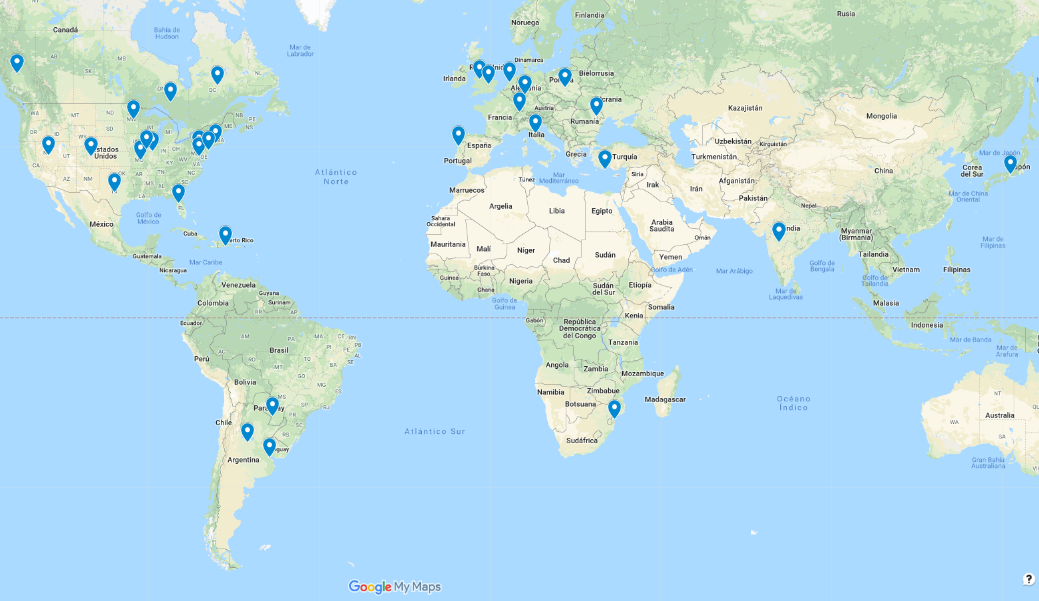 Rusia
Finlandia
Noruega
Canadá
Bahía de
Hudson
Mar de
Labrador
Dinamarca
Irlanda
Bielorrusia
Kazajistán
Mongolia
Francia
Austria
Rumanía
Italia
Uzbekistán
Kirguistán
España
Portugal
Grecia
Turquía
Turkmenistán
Estados
Unidos
Mar de Japón
Corea
del Sur
China
Atlántico
Norte
Túnez
Mar
Mediterráneo
Siria
Irak
Irán
Afganistán
Pakistán
Nepal
Mar de China
Oriental
Marruecos
Argelia
Libia
Egipto
Sahara
Occidental
Arabia
Saudita
Omán
Golfo de
México
México
Cuba
Puerto Rico
Guatemala
Mar Caribe
Nicaragua
Mauritania
Malí
Níger
Chad
Sudán
Yemen
Mar Arábigo
Golfo de
Bengala
Myanmar
(Birmania)
Tailandia
Vietnam
Mar de
Filipinas
Filipinas
Golfo de Adén
Burkina
Faso
Guinea
Ghana
Nigeria
Sudán
del Sur
Etiopía
Mar de
Laquedivas
Golfo de
Tailandia
Venezuela
Guyana
Surinam
Colombia
Golfo de
Guinea
Somalia
Malasia
Ecuador
Gabón
Kenia
República
Democrática
del Congo
Indonesia
Tanzania
Mar de Banda
Mar de
Arafura
Perú
Brasil
Angola
Zambia
Mozambique
Bolivia
Namibia
Zimbabue
Botsuana
Madagascar
Océano
Índico
Australia
NT
WA
SA
Chile
Argentina
Sudáfrica
Atlántico Sur
Gran Bahía
Australiana
Google My Maps
?